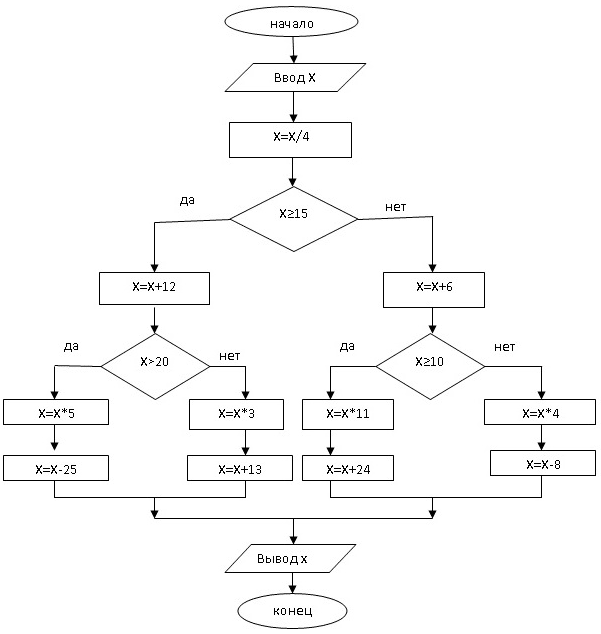 начало
Ввод X
X=X/4
X≥15
да
нет
X=X+12
X=X+6
X>20
да
нет
X≥10
да
нет
X=X*5
X=X*3
X=X*11
X=X*4
X=X-25
X=X+13
X=X+24
X=X-8
Вывод x
конец